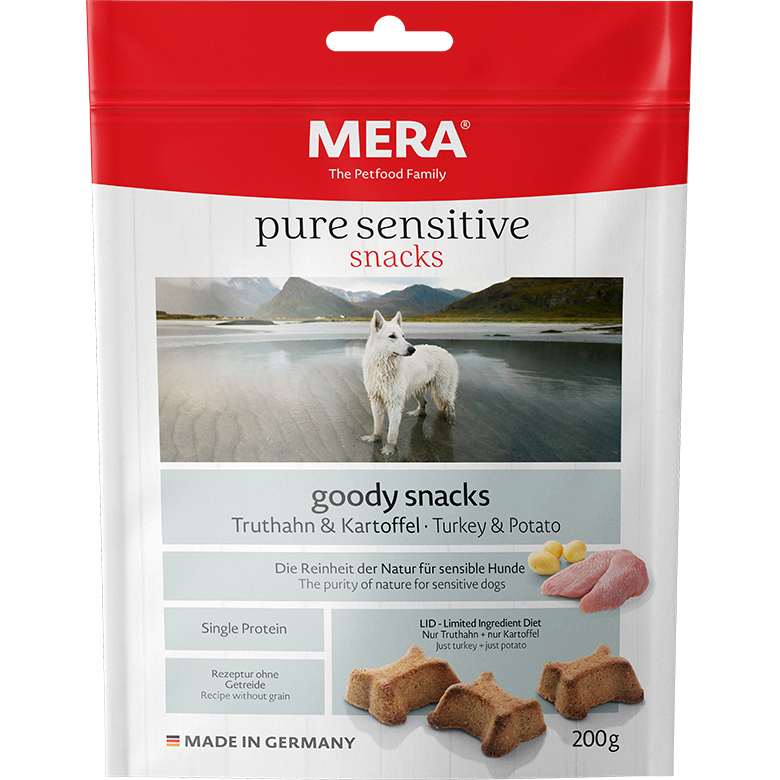 MERA®
The Petfood Family
pure sensitive
snacks
goody snacks
Truthahn & Kartoffel · Turkey & Potato
Die Reinheit der Natur für sensible Hunde
The purity of nature for sensitive dogs
Single Protein
LID - Limited Ingredient Diet
Nur Truthahn + nur Kartoffel
Just turkey + just potato
Rezeptur ohne
Getreide
Recipe without grain
MADE IN GERMANY
200g